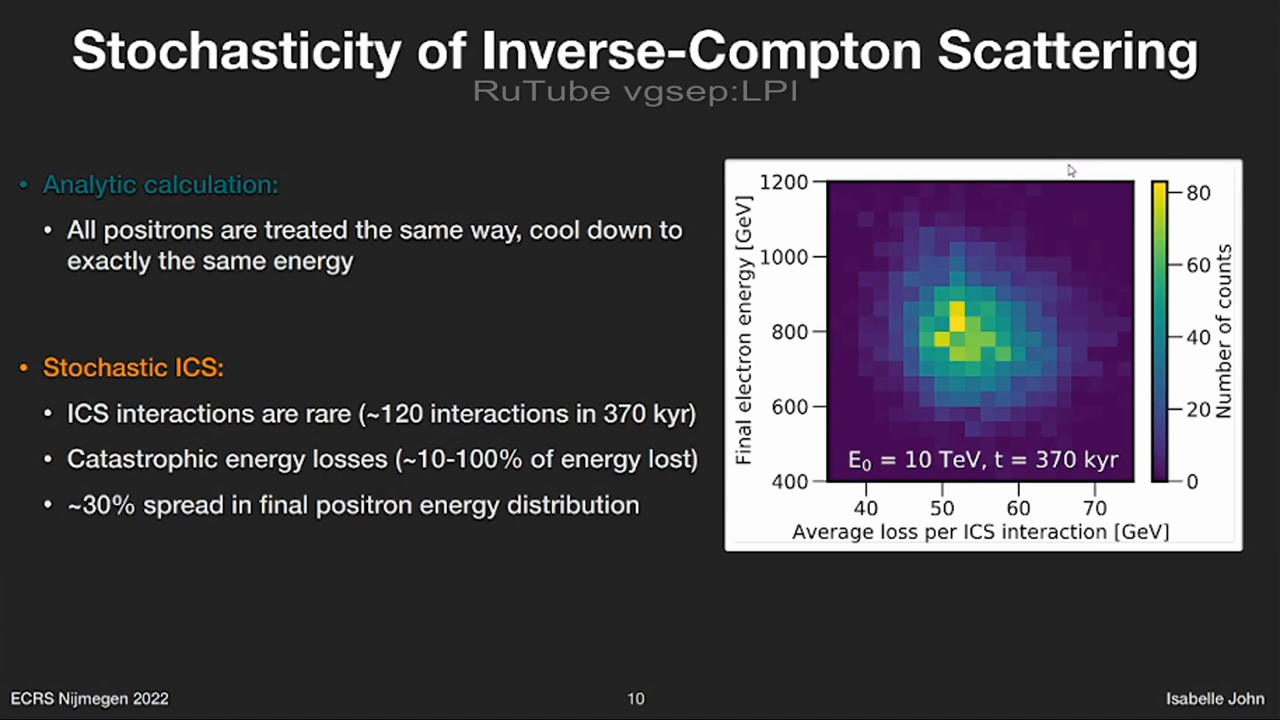 Stochasticity of Inverse-Compton Scattering
RuTube vgsep:LPI
• Analytic calculation:
• All positrons are treated the same way, cool down to
exactly the same energy
• Stochastic ICS:
• ICS interactions are rare (~120 interactions in 370 kyr)
• Catastrophic energy losses (~10-100% of energy lost)
• ~30% spread in final positron energy distribution
Final electron energy [GeV]
1200
1000
800
600
400
E₀ = 10 TeV, t = 370 kyr
40 50 60 70
Average loss per ICS interaction [GeV]
80
60
40
20
0
Number of counts
ECRS Nijmegen 2022
10
Isabelle John